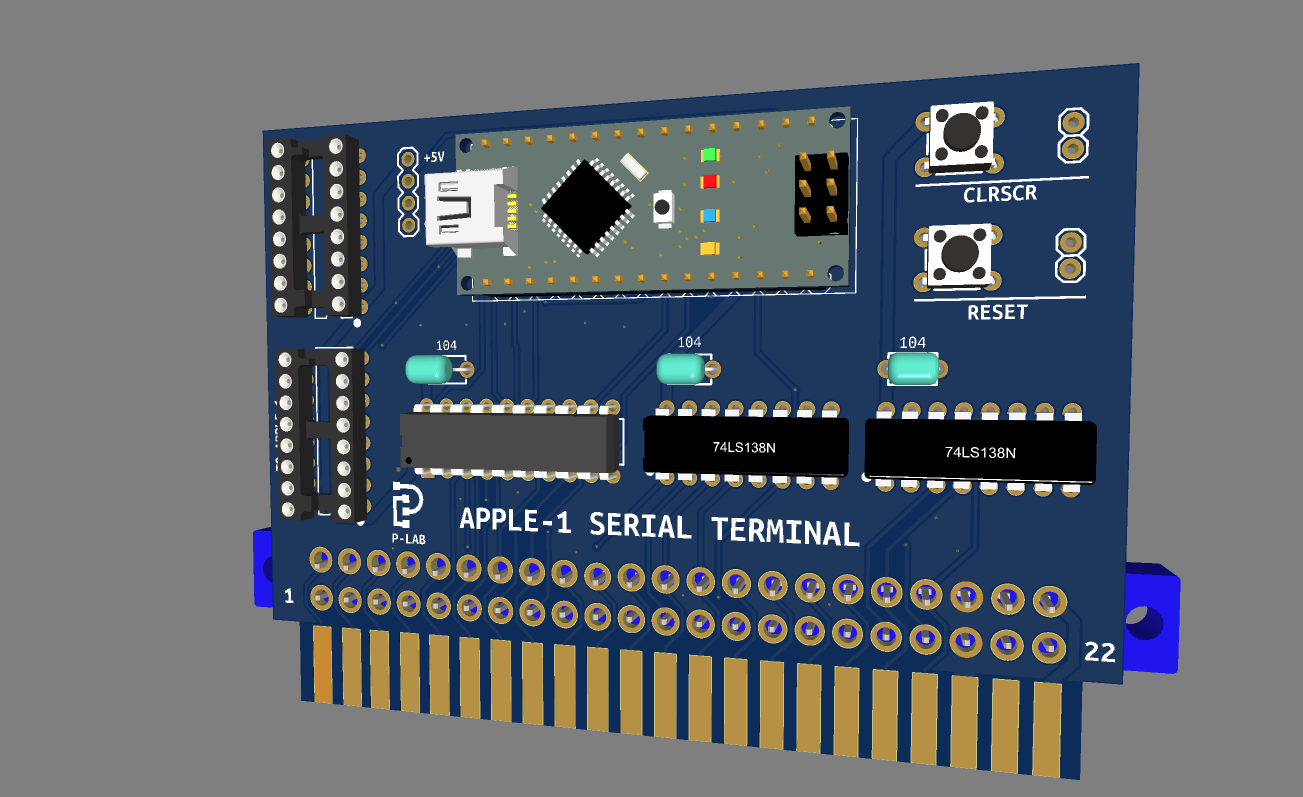 +5V
CLRSCR
RESET
104
104
104
74LS138N
74LS138N
P-LAB
APPLE-1 SERIAL TERMINAL
1
22